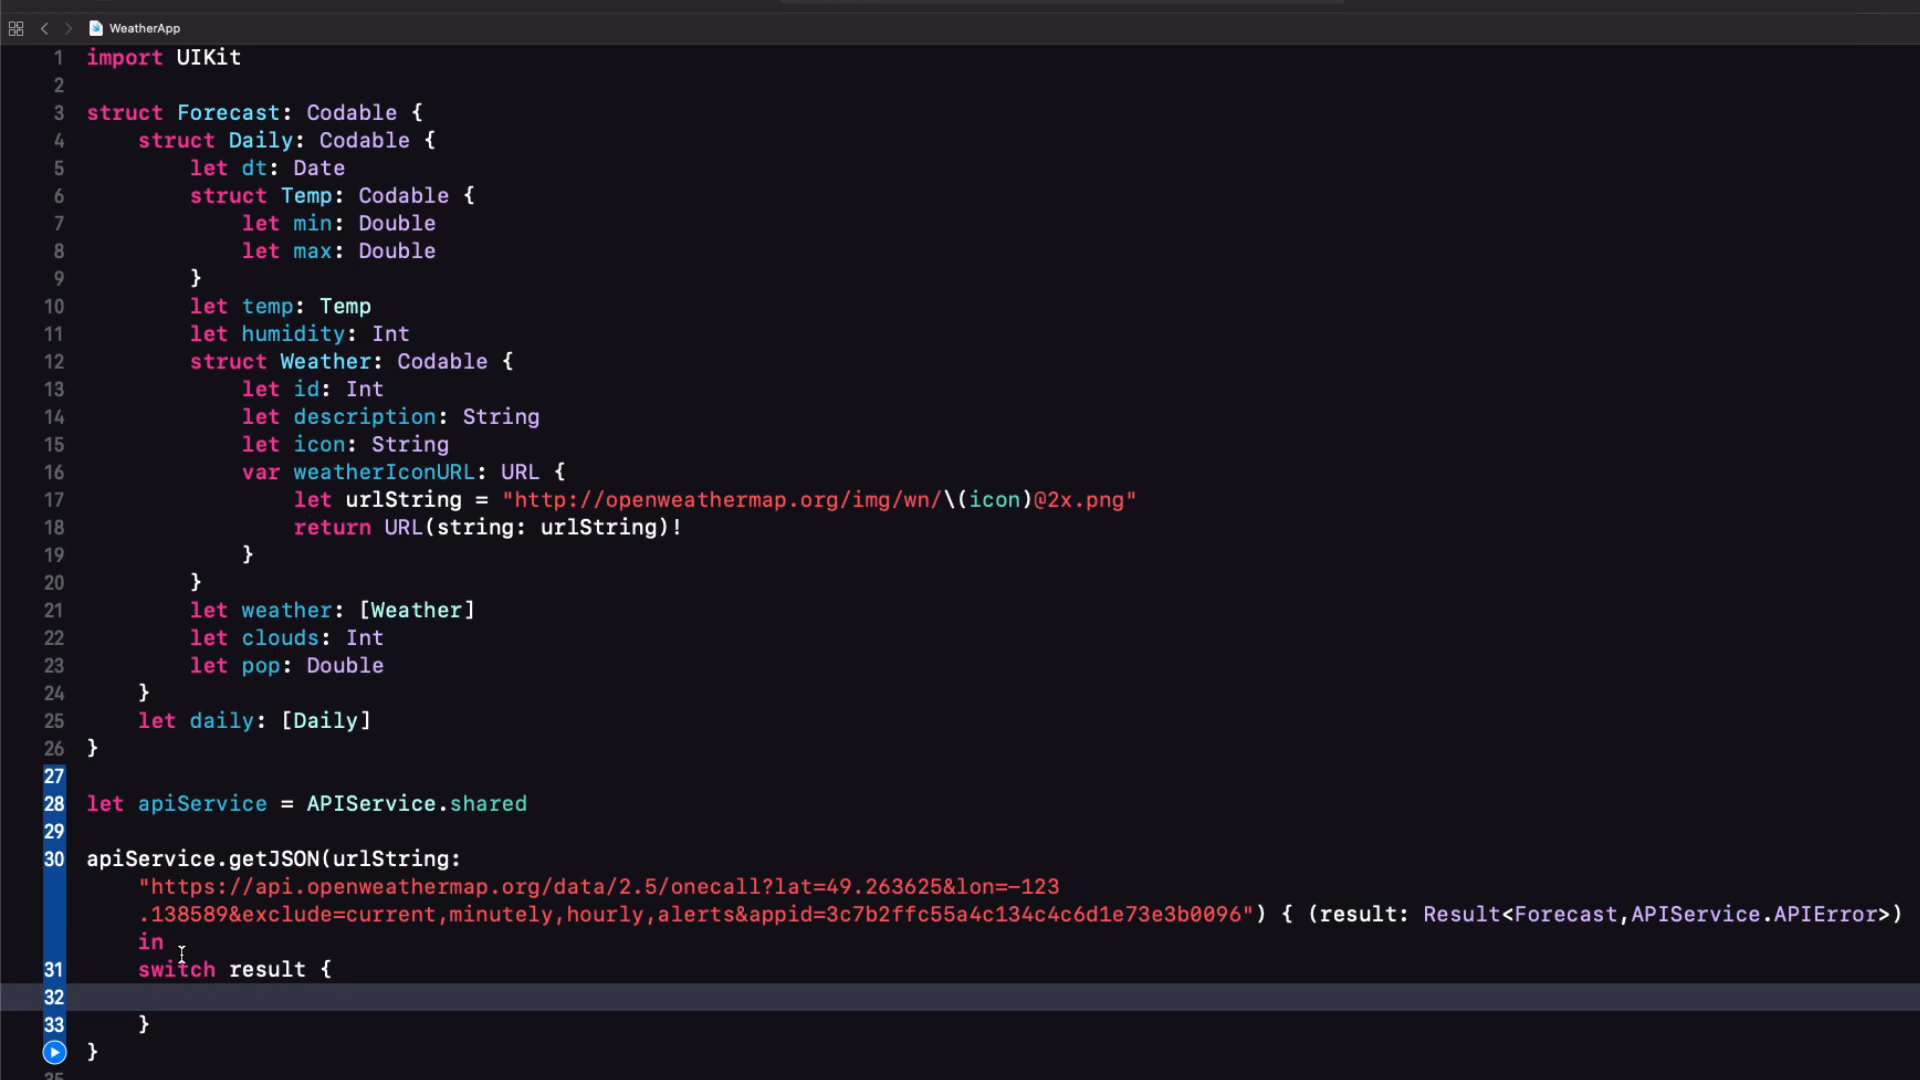 WeatherApp
1 import UIKit
2
3 struct Forecast: Codable {
4     struct Daily: Codable {
5         let dt: Date
6         struct Temp: Codable {
7             let min: Double
8             let max: Double
9         }
10         let temp: Temp
11         let humidity: Int
12         struct Weather: Codable {
13             let id: Int
14             let description: String
15             let icon: String
16             var weatherIconURL: URL {
17                 let urlString = "http://openweathermap.org/img/wn/\(icon)@2x.png"
18                 return URL(string: urlString)!
19             }
20         }
21         let weather: [Weather]
22         let clouds: Int
23         let pop: Double
24     }
25     let daily: [Daily]
26 }
27
28 let apiService = APIService.shared
29
30 apiService.getJSON(urlString:
    "https://api.openweathermap.org/data/2.5/onecall?lat=49.263625&lon=-123
    .138589&exclude=current,minutely,hourly,alerts&appid=3c7b2ffc55a4c134c4c6d1e73e3b0096") { (result: Result<Forecast,APIService.APIError>)
    in
31     switch result {
32
33     }
}
35